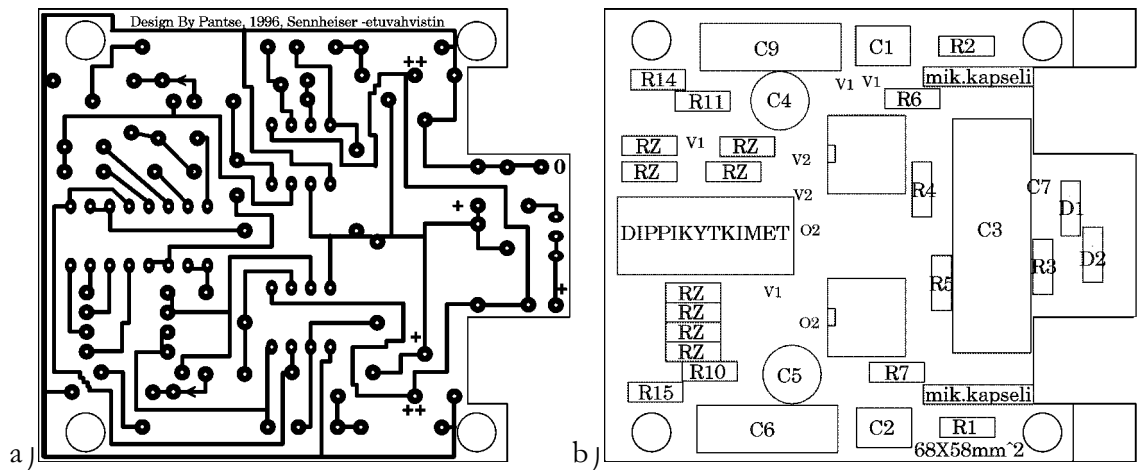 Design By Pantse, 1996, Sennheiser -etuvahvistin
++
0
+
+
+
++
a)
C9
C1
R2
R14
mik.kapseli
V1 V1
R11
C4
R6
RZ
V1
RZ
V2
RZ
RZ
R4
C7
V2
D1
DIPPIKYTKIMET
O2
C3
D2
R3
R5
V1
RZ
RZ
O2
RZ
RZ
R10
C5
R7
R15
mik.kapseli
C6
C2
R1
68X58mm^2
b)